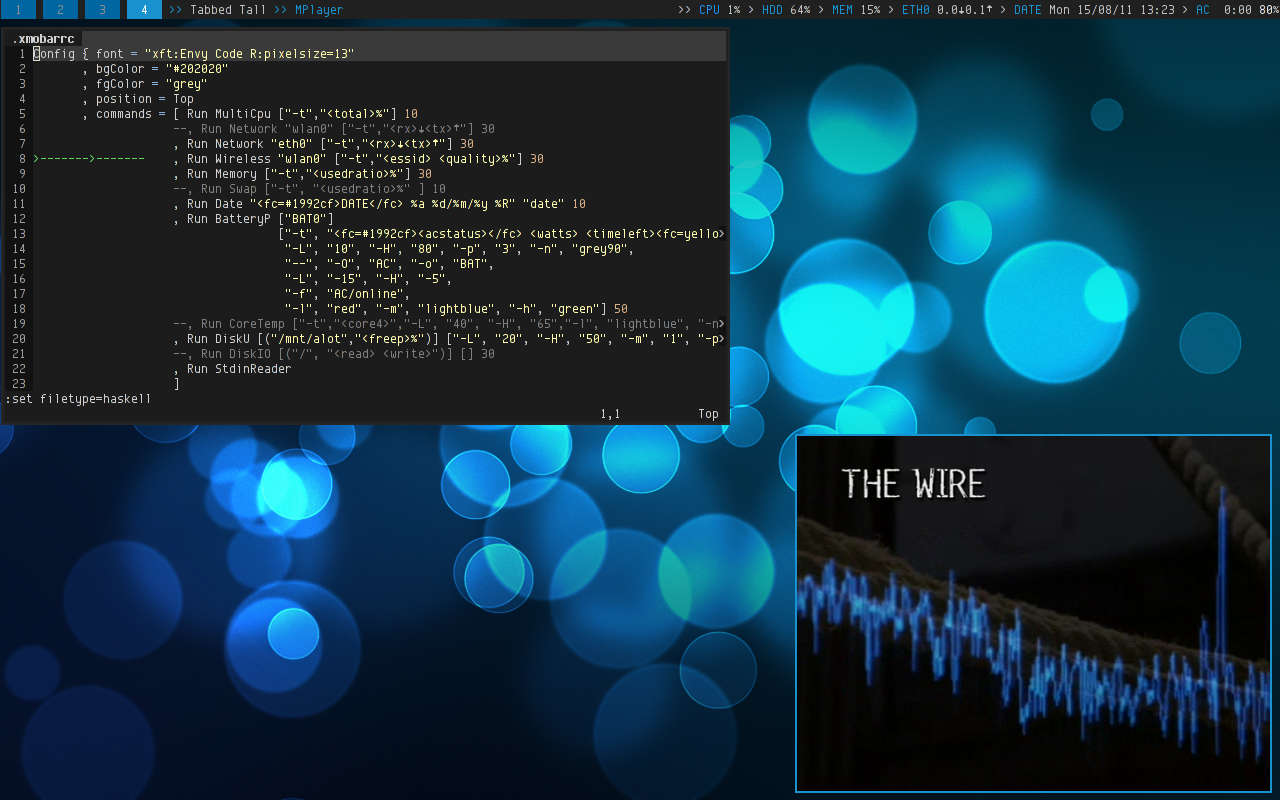 1 2 3 4 >> Tabbed Tall >> MPlayer >> CPU 1% > HDD 64% > MEM 15% > ETH0 0.0↓0.1↑ > DATE Mon 15/08/11 13:23 > AC 0:00 80%
.xmobarrc
1 Config { font = "xft:Envy Code R:pixelsize=13"
2 , bgColor = "#202020"
3 , fgColor = "grey"
4 , position = Top
5 , commands = [ Run MultiCpu ["-t","<total>%"] 10
6 --, Run Network "wlan0" ["-t","<rx>↓<tx>↑"] 30
7 , Run Network "eth0" ["-t","<rx>↓<tx>↑"] 30
8 >-------->------- , Run Wireless "wlan0" ["-t","<essid> <quality>%"] 30
9 , Run Memory ["-t","<usedratio>%"] 30
10 --, Run Swap ["-t", "<usedratio>%" ] 10
11 , Run Date "<fc=#1992cf>DATE</fc> %a %d/%m/%y %R" "date" 10
12 , Run BatteryP ["BAT0"]
13 ["-t", "<fc=#1992cf><acstatus></fc> <watts> <timeleft><fc=yello>
14 "-L", "10", "-H", "80", "-p", "3", "-n", "grey90",
15 "--", "-O", "AC", "-o", "BAT",
16 "-L", "-15", "-H", "-5",
17 "-f", "AC/online",
18 "-l", "red", "-m", "lightblue", "-h", "green"] 50
19 --, Run CoreTemp ["-t","<core4>","-L", "40", "-H", "65","-l", "lightblue", "-n>
20 , Run DiskU [("/mnt/alot","<freep>%")] ["-L", "20", "-H", "50", "-m", "1", "-p>
21 --, Run DiskIO [("/", "<read> <write>")] [] 30
22 , Run StdinReader
23 ]
:set filetype=haskell
1,1 Top
THE WIRE